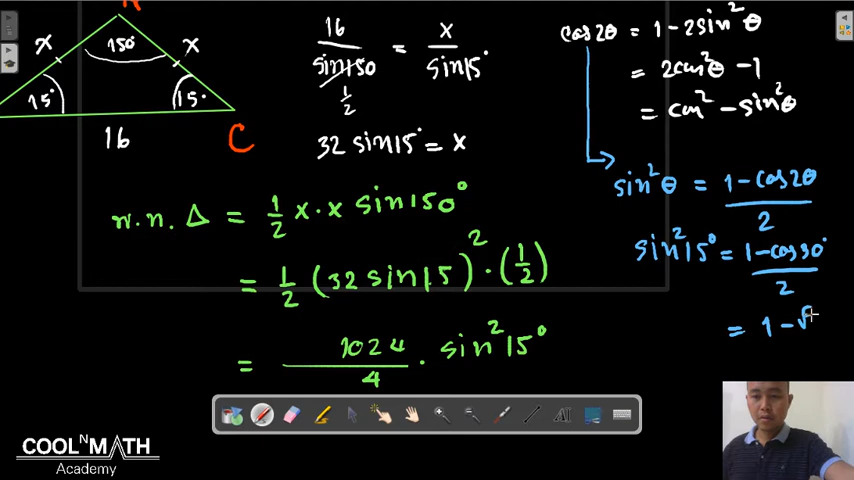 x
150°
x
15°
15°
16
C
16/sin150 = x/sin15°
1/2
32 sin15° = x
พ.ท. Δ = 1/2 x · x sin150°
= 1/2 (32 sin15)² · (1/2)
= 1024/4 · sin²15°
cos2θ = 1-2sin²θ
= 2cos²θ -1
= cos² - sin²θ
sin²θ = 1-cos2θ/2
sin²15° = 1-cos30°/2
= 1-√
AI
COOL N MATH
Academy